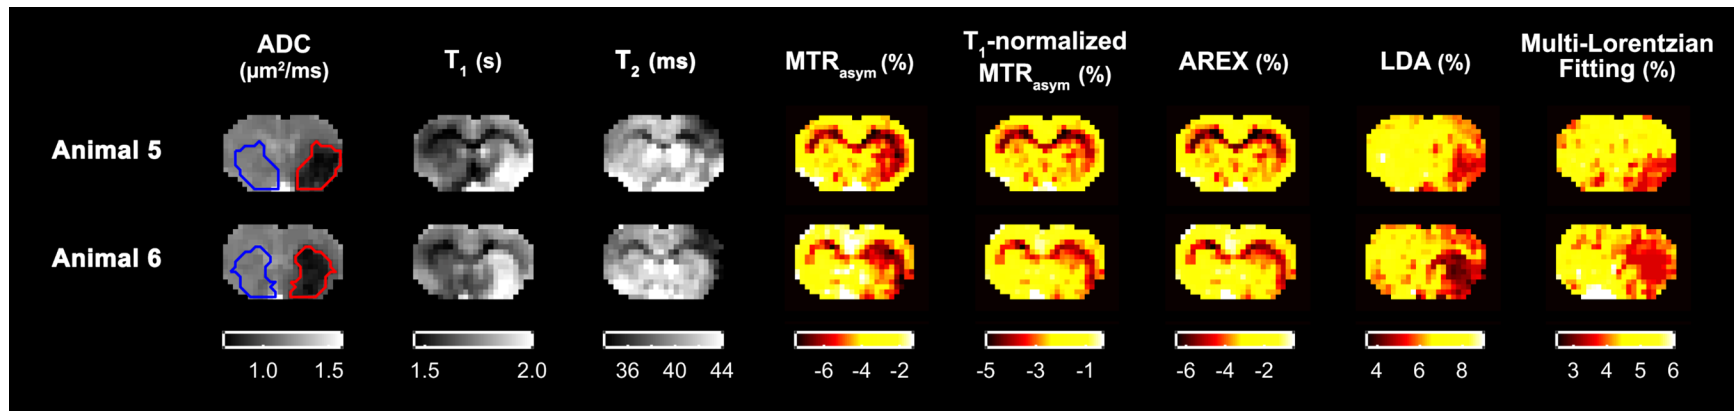 ADC
(µm²/ms)
T₁ (s)
T₂ (ms)
MTRasym (%)
T₁-normalized
MTRasym (%)
AREX (%)
LDA (%)
Multi-Lorentzian
Fitting (%)
Animal 5
Animal 6
1.0 1.5
1.5 2.0
36 40 44
-6 -4 -2
-5 -3 -1
-6 -4 -2
4 6 8
3 4 5 6